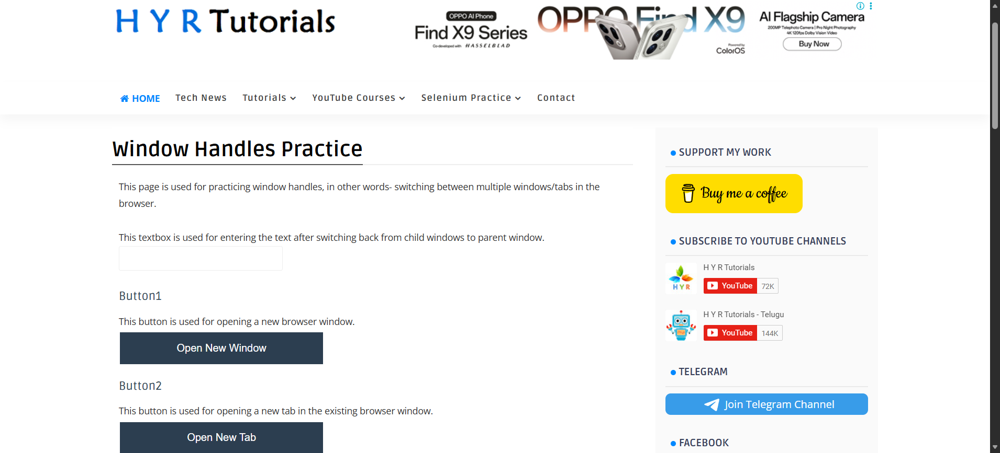 H Y R Tutorials
OPPO AI Phone
Find X9 Series
Co-developed with HASSELBLAD
OPPO Find X9
Powered by
ColorOS
AI Flagship Camera
200MP Telephoto Camera | Pro Night Photography
4K 120fps Dolby Vision Video
Buy Now
HOME Tech News Tutorials YouTube Courses Selenium Practice Contact
Window Handles Practice
This page is used for practicing window handles, in other words- switching between multiple windows/tabs in the
browser.
This textbox is used for entering the text after switching back from child windows to parent window.
Button1
This button is used for opening a new browser window.
Open New Window
Button2
This button is used for opening a new tab in the existing browser window.
Open New Tab
SUPPORT MY WORK
Buy me a coffee
SUBSCRIBE TO YOUTUBE CHANNELS
HYR
H Y R Tutorials
YouTube 72K
H Y R Tutorials - Telugu
YouTube 144K
TELEGRAM
Join Telegram Channel
FACEBOOK